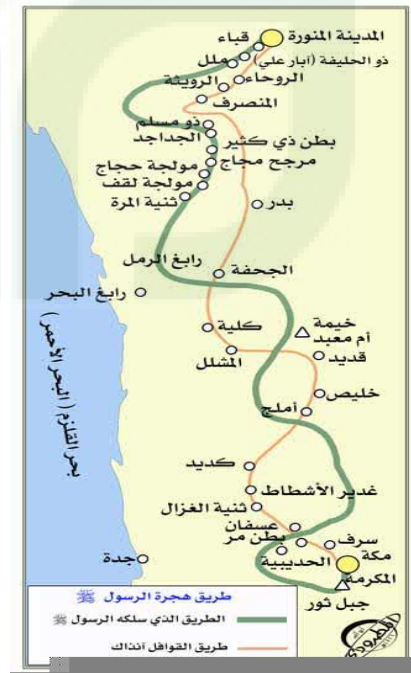 المدينة المنورة
قباء
ذو الحليفة (أبار علي)
ملل
الروحاء
الرويثة
المنصرف
ذو مسلم
الجداجد
بطن ذي كثير
مرجح مجاج
مولجة حجاج
مولجة لقف
ثنية المرة
بدر
رابغ الرمل
الجحفة
رابغ البحر
كلية
خيمة
أم معبد
المشلل
قديد
خليص
أملج
بحر القلزم (البحر الأحمر)
كديد
غدير الأشطاط
ثنية الغزال
عسفان
بطن مر
سرف
الحديبية
مكة
المكرمة
جدة
جبل ثور
طريق هجرة الرسول ﷺ
الطريق الذي سلكه الرسول ﷺ
طريق القوافل آنذاك